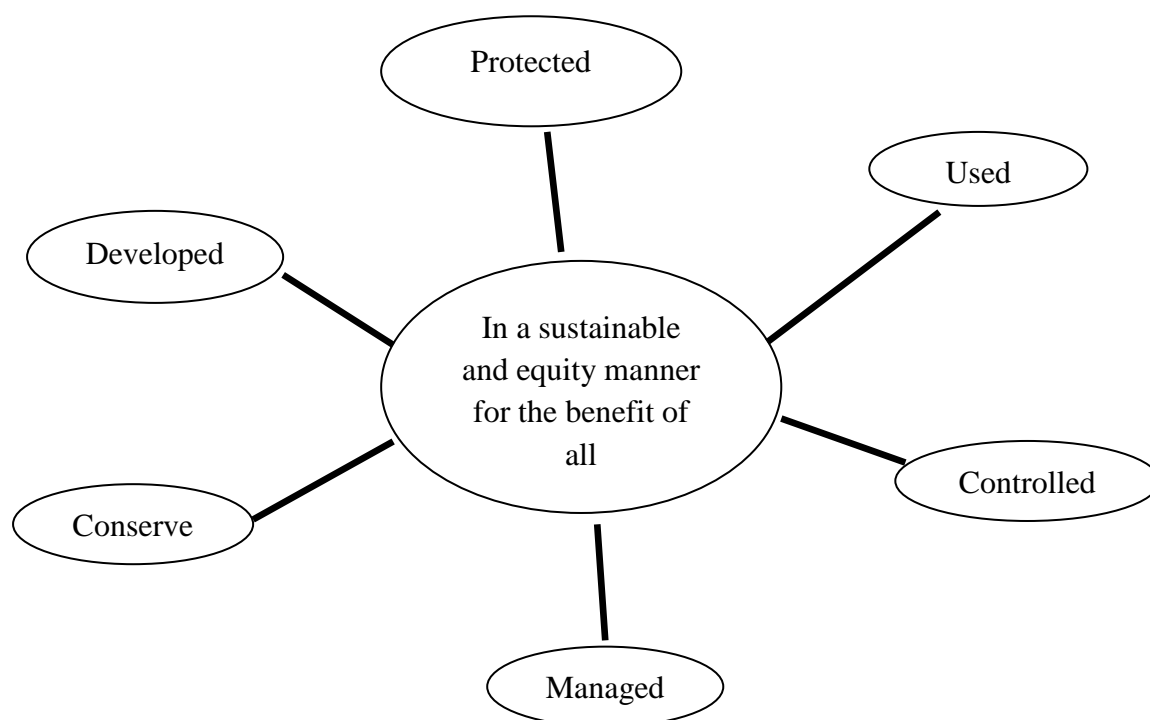 Protected
Used
Developed
In a sustainable
and equity manner
for the benefit of
all
Controlled
Conserve
Managed